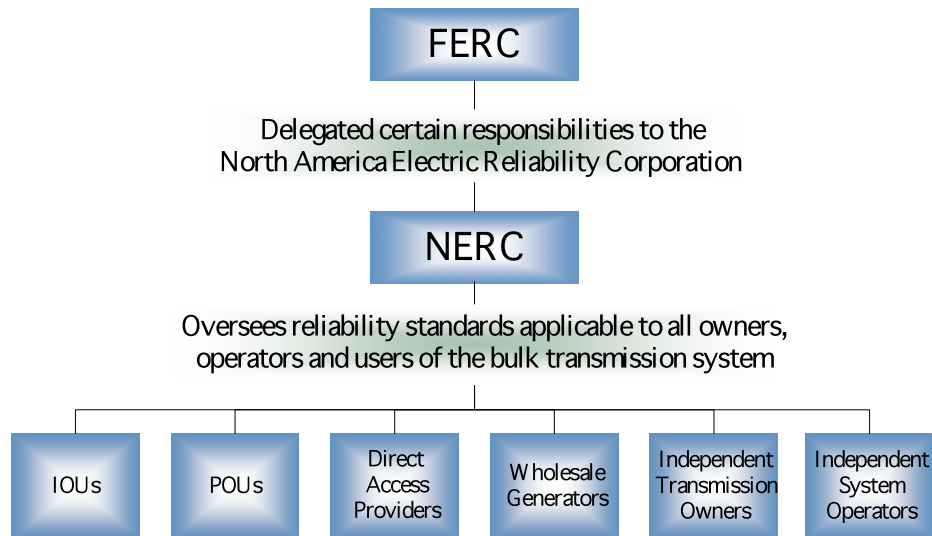 FERC
Delegated certain responsibilities to the
North America Electric Reliability Corporation
NERC
Oversees reliability standards applicable to all owners,
operators and users of the bulk transmission system
IOUs
POUs
Direct
Access
Providers
Wholesale
Generators
Independent
Transmission
Owners
Independent
System
Operators